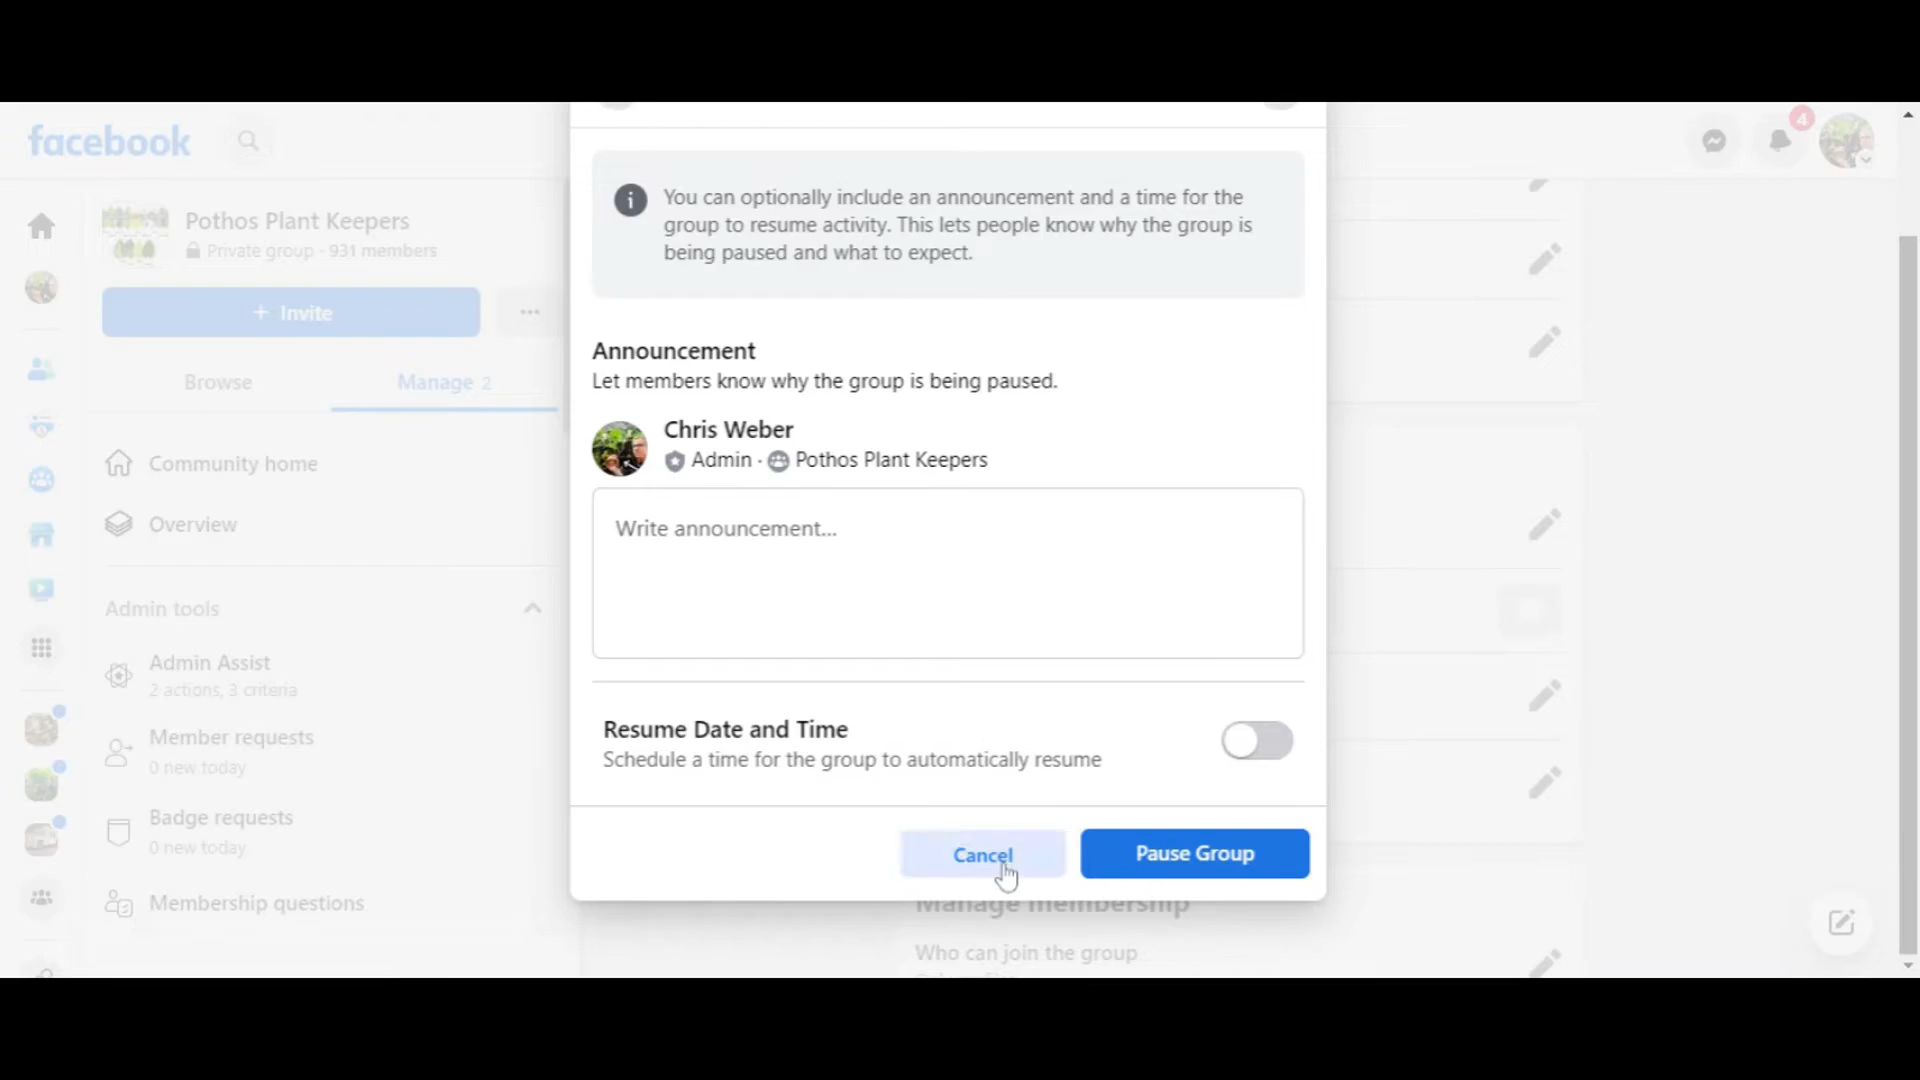 facebook
4
Pothos Plant Keepers
Private group · 931 members
+ Invite
Browse
Manage 2
Community home
Overview
Admin tools
Admin Assist
2 actions, 3 criteria
Member requests
0 new today
Badge requests
0 new today
Membership questions
You can optionally include an announcement and a time for the
group to resume activity. This lets people know why the group is
being paused and what to expect.
Announcement
Let members know why the group is being paused.
Chris Weber
Admin · Pothos Plant Keepers
Write announcement...
Resume Date and Time
Schedule a time for the group to automatically resume
Cancel
Pause Group
Manage membership
Who can join the group